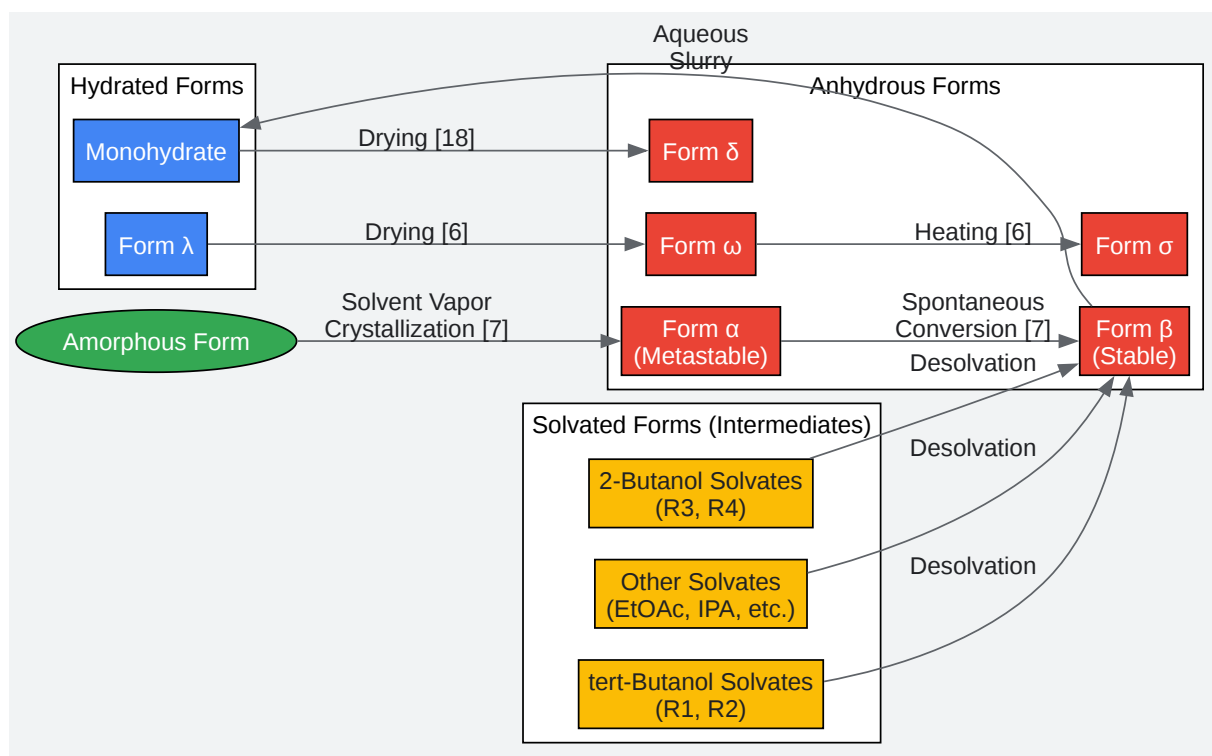 Aqueous
Slurry
Hydrated Forms
Anhydrous Forms
Monohydrate
Drying [18]
Form δ
Form λ
Drying [6]
Form ω
Heating [6]
Form σ
Amorphous Form
Solvent Vapor
Crystallization [7]
Form α
(Metastable)
Spontaneous
Conversion [7]
Form β
(Stable)
Desolvation
Solvated Forms (Intermediates)
2-Butanol Solvates
(R3, R4)
Desolvation
Other Solvates
(EtOAc, IPA, etc.)
Desolvation
tert-Butanol Solvates
(R1, R2)